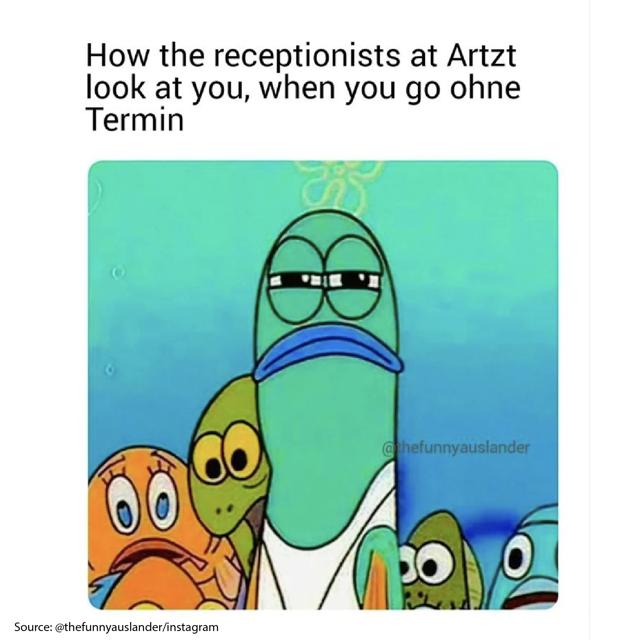 How the receptionists at Artzt
look at you, when you go ohne
Termin
@thefunnyauslander
Source: @thefunnyauslander/instagram